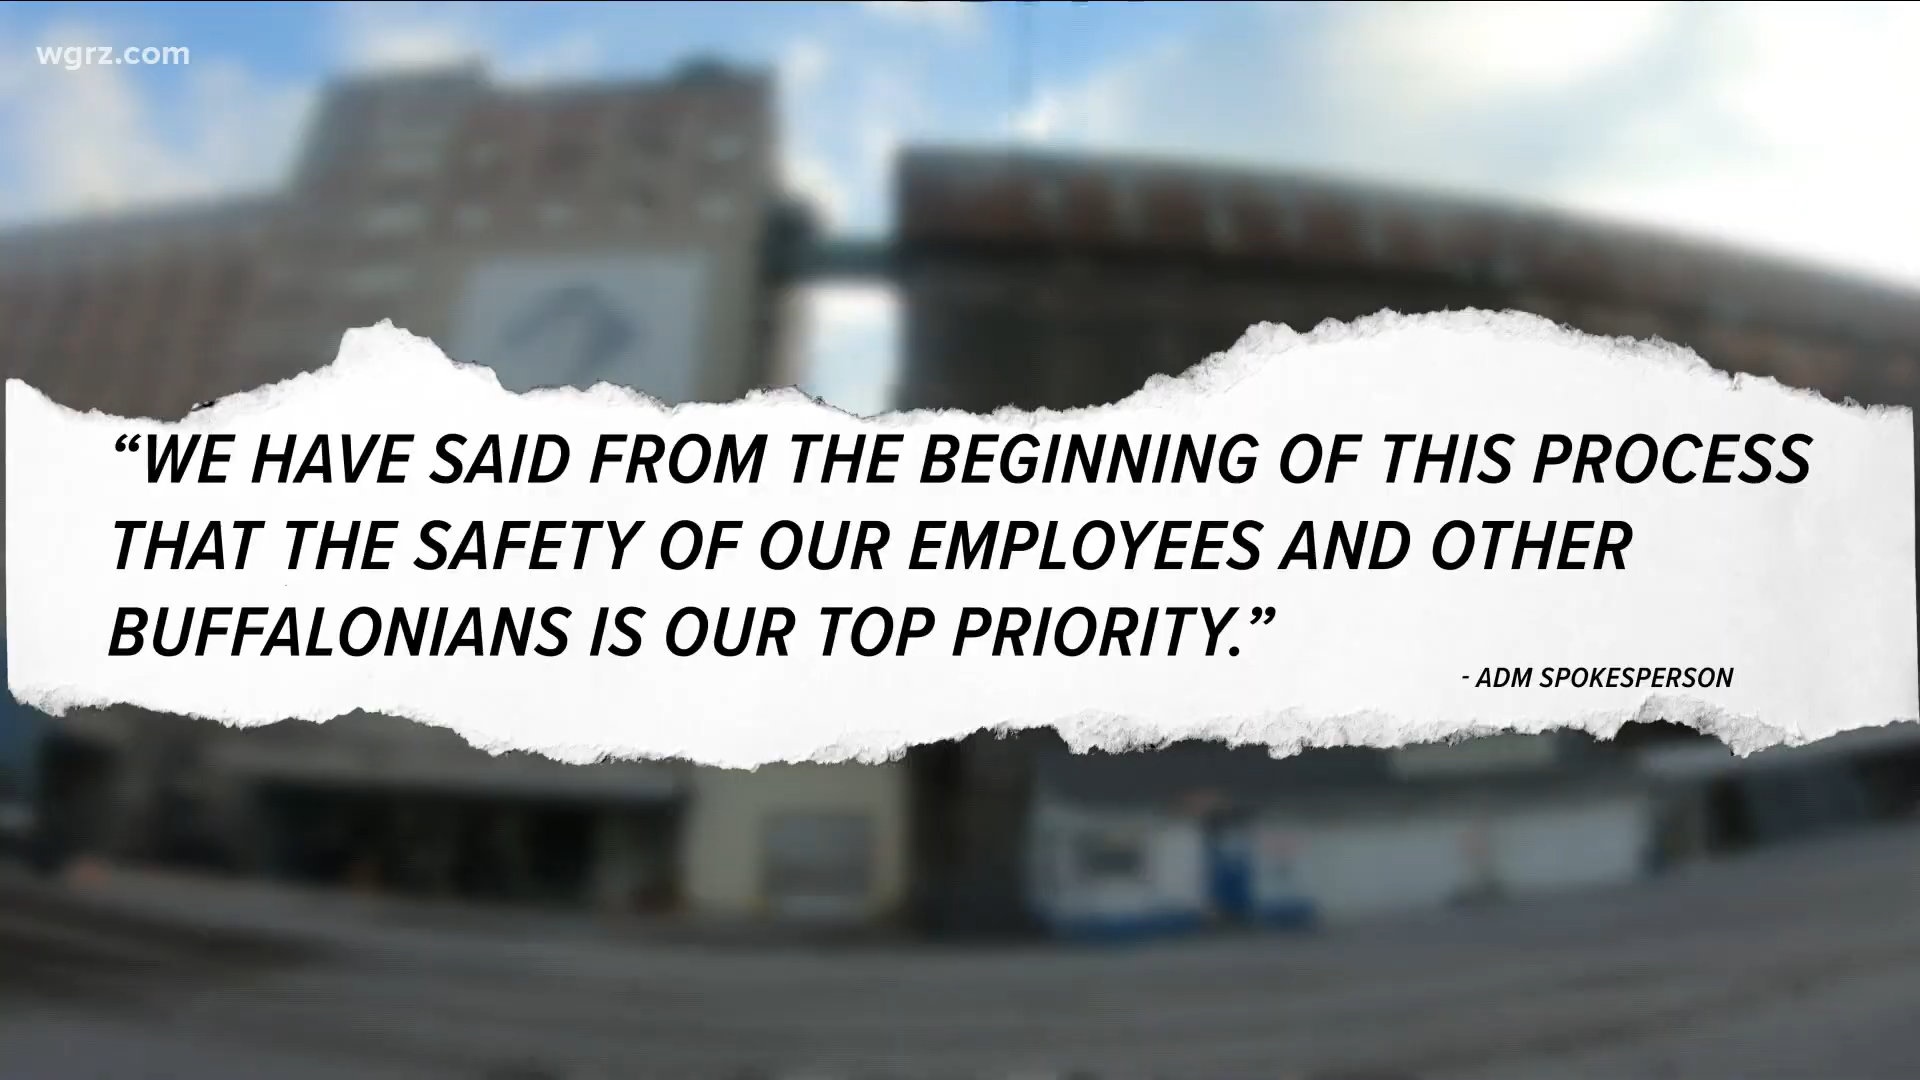 wgrz.com
“WE HAVE SAID FROM THE BEGINNING OF THIS PROCESS
THAT THE SAFETY OF OUR EMPLOYEES AND OTHER
BUFFALONIANS IS OUR TOP PRIORITY.”
- ADM SPOKESPERSON